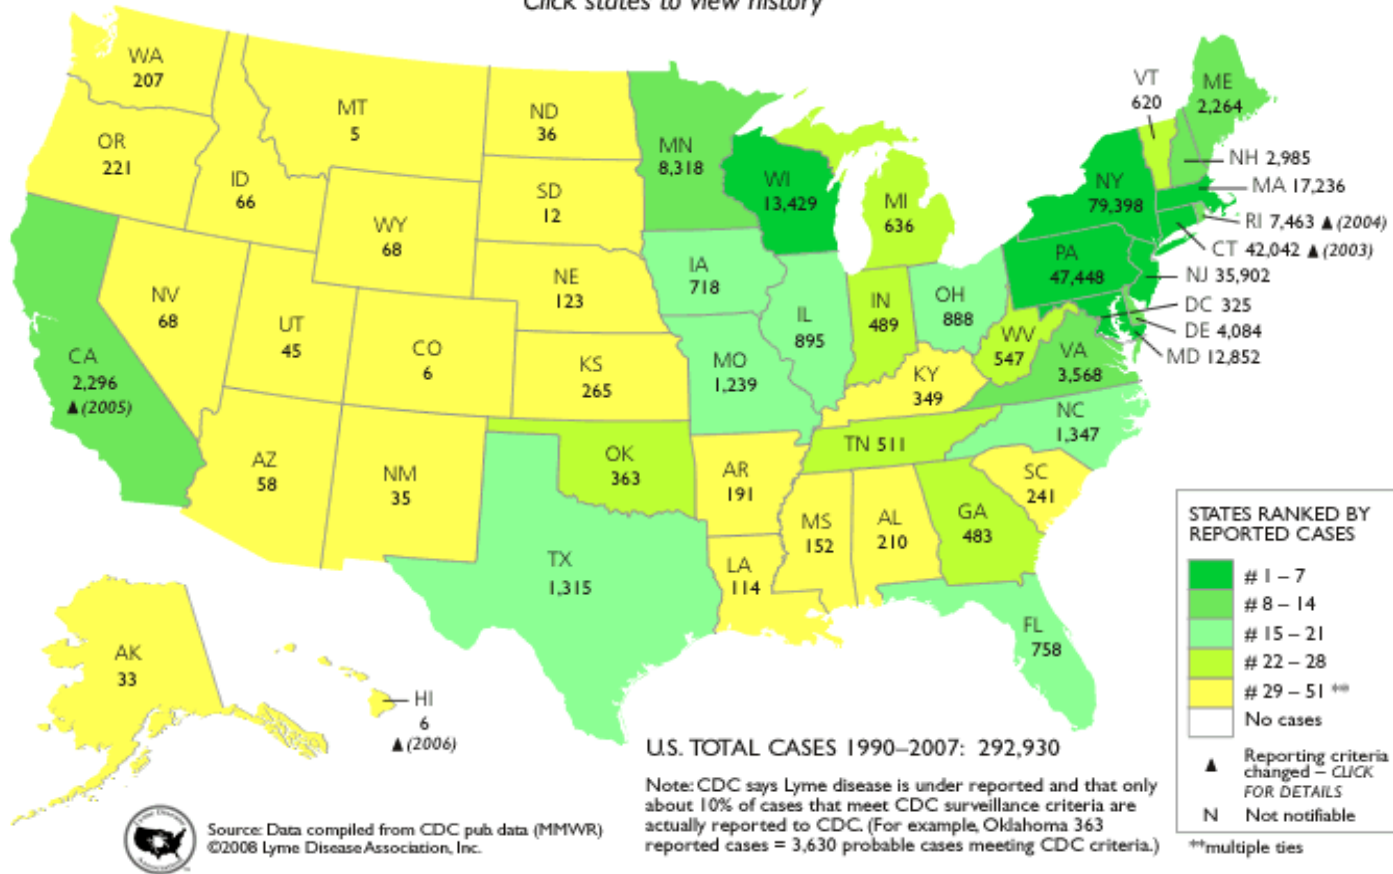 Click states to view history
WA
207
OR
221
ID
66
MT
5
ND
36
SD
12
WY
68
NE
123
NV
68
UT
45
CO
6
KS
265
CA
2,296
▲(2005)
AZ
58
NM
35
OK
363
TX
1,315
MN
8,318
WI
13,429
IA
718
MO
1,239
IL
895
IN
489
MI
636
OH
888
KY
349
TN 511
AR
191
LA
114
MS
152
AL
210
GA
483
FL
758
SC
241
NC
1,347
VA
3,568
WV
547
PA
47,448
NY
79,398
VT
620
ME
2,264
NH 2,985
MA 17,236
RI 7,463 ▲(2004)
CT 42,042 ▲(2003)
NJ 35,902
DC 325
DE 4,084
MD 12,852
AK
33
HI
6
▲(2006)
STATES RANKED BY
REPORTED CASES
# 1 – 7
# 8 – 14
# 15 – 21
# 22 – 28
# 29 – 51 **
No cases
▲ Reporting criteria
changed – CLICK
FOR DETAILS
N Not notifiable
**multiple ties
U.S. TOTAL CASES 1990–2007: 292,930
Note: CDC says Lyme disease is under reported and that only
about 10% of cases that meet CDC surveillance criteria are
actually reported to CDC. (For example, Oklahoma 363
reported cases = 3,630 probable cases meeting CDC criteria.)
Lyme Disease
Association, Inc.
Source: Data compiled from CDC pub. data (MMWR)
©2008 Lyme Disease Association, Inc.